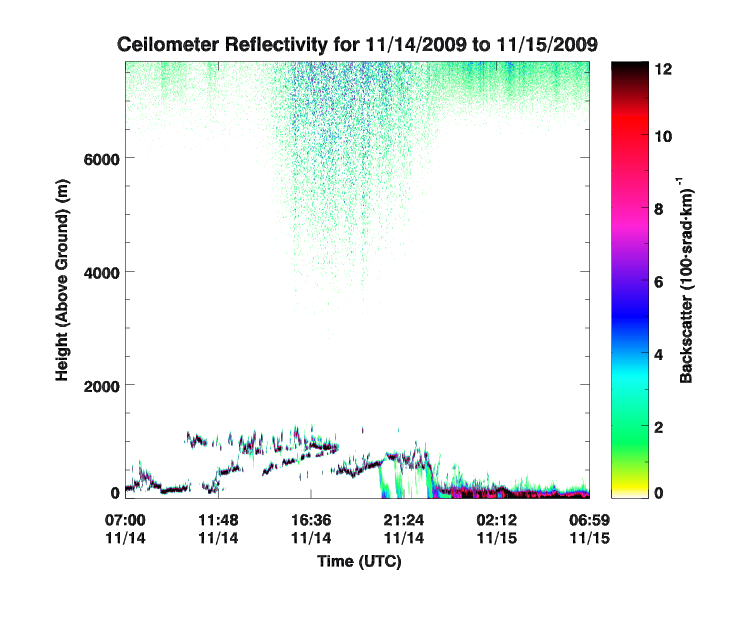 Ceilometer Reflectivity for 11/14/2009 to 11/15/2009
Height (Above Ground) (m)
6000
4000
2000
0
07:00 11:48 16:36 21:24 02:12 06:59
11/14 11/14 11/14 11/14 11/15 11/15
Time (UTC)
12
10
8
6
4
2
0
Backscatter (100·srad·km)⁻¹